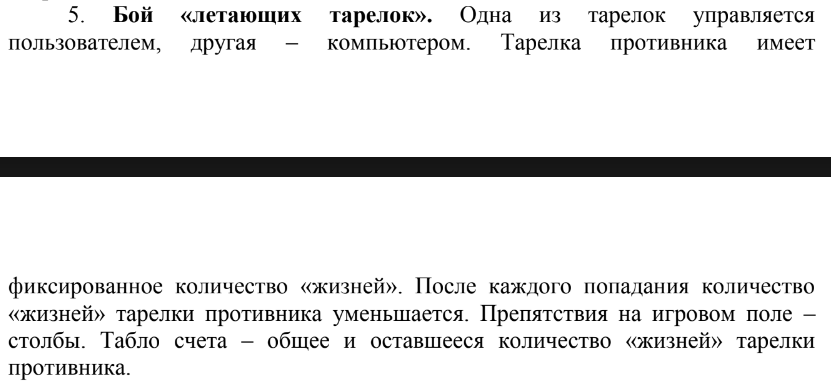 5. Бой «летающих тарелок». Одна из тарелок управляется
пользователем, другая – компьютером. Тарелка противника имеет
фиксированное количество «жизней». После каждого попадания количество
«жизней» тарелки противника уменьшается. Препятствия на игровом поле –
столбы. Табло счета – общее и оставшееся количество «жизней» тарелки
противника.